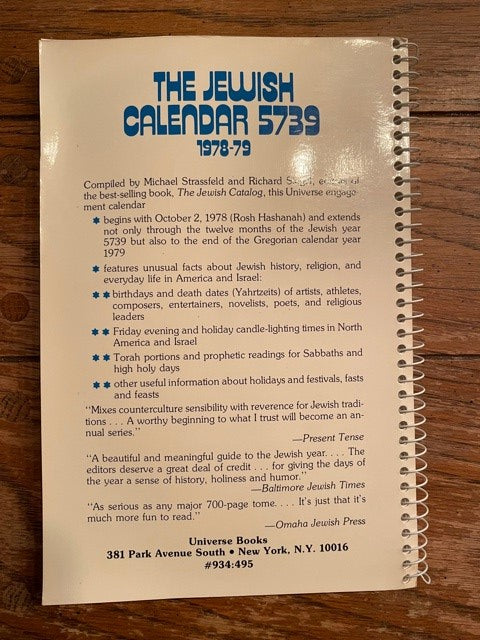 THE JEWISH
CALENDAR 5739
1978-79
Compiled by Michael Strassfeld and Richard
the best-selling book, The Jewish Catalog, this Universe engage-
ment calendar
begins with October 2, 1978 (Rosh Hashanah) and extends
not only through the twelve months of the Jewish year
5739 but also to the end of the Gregorian calendar year
1979
features unusual facts about Jewish history, religion, and
everyday life in America and Israel:
birthdays and death dates (Yahrtzeits) of artists, athletes,
composers, entertainers, novelists, poets, and religious
leaders
Friday evening and holiday candle-lighting times in North
America and Israel
Torah portions and prophetic readings for Sabbaths and
high holy days
other useful information about holidays and festivals, fasts
and feasts
"Mixes counterculture sensibility with reverence for Jewish tradi-
tions . . . A worthy beginning to what I trust will become an an-
nual series."
—Present Tense
"A beautiful and meaningful guide to the Jewish year. . . . The
editors deserve a great deal of credit . . . for giving the days of
the year a sense of history, holiness and humor."
—Baltimore Jewish Times
"As serious as any major 700-page tome. . . . It's just that it's
much more fun to read."
—Omaha Jewish Press
Universe Books
381 Park Avenue South • New York, N.Y. 10016
#934:495